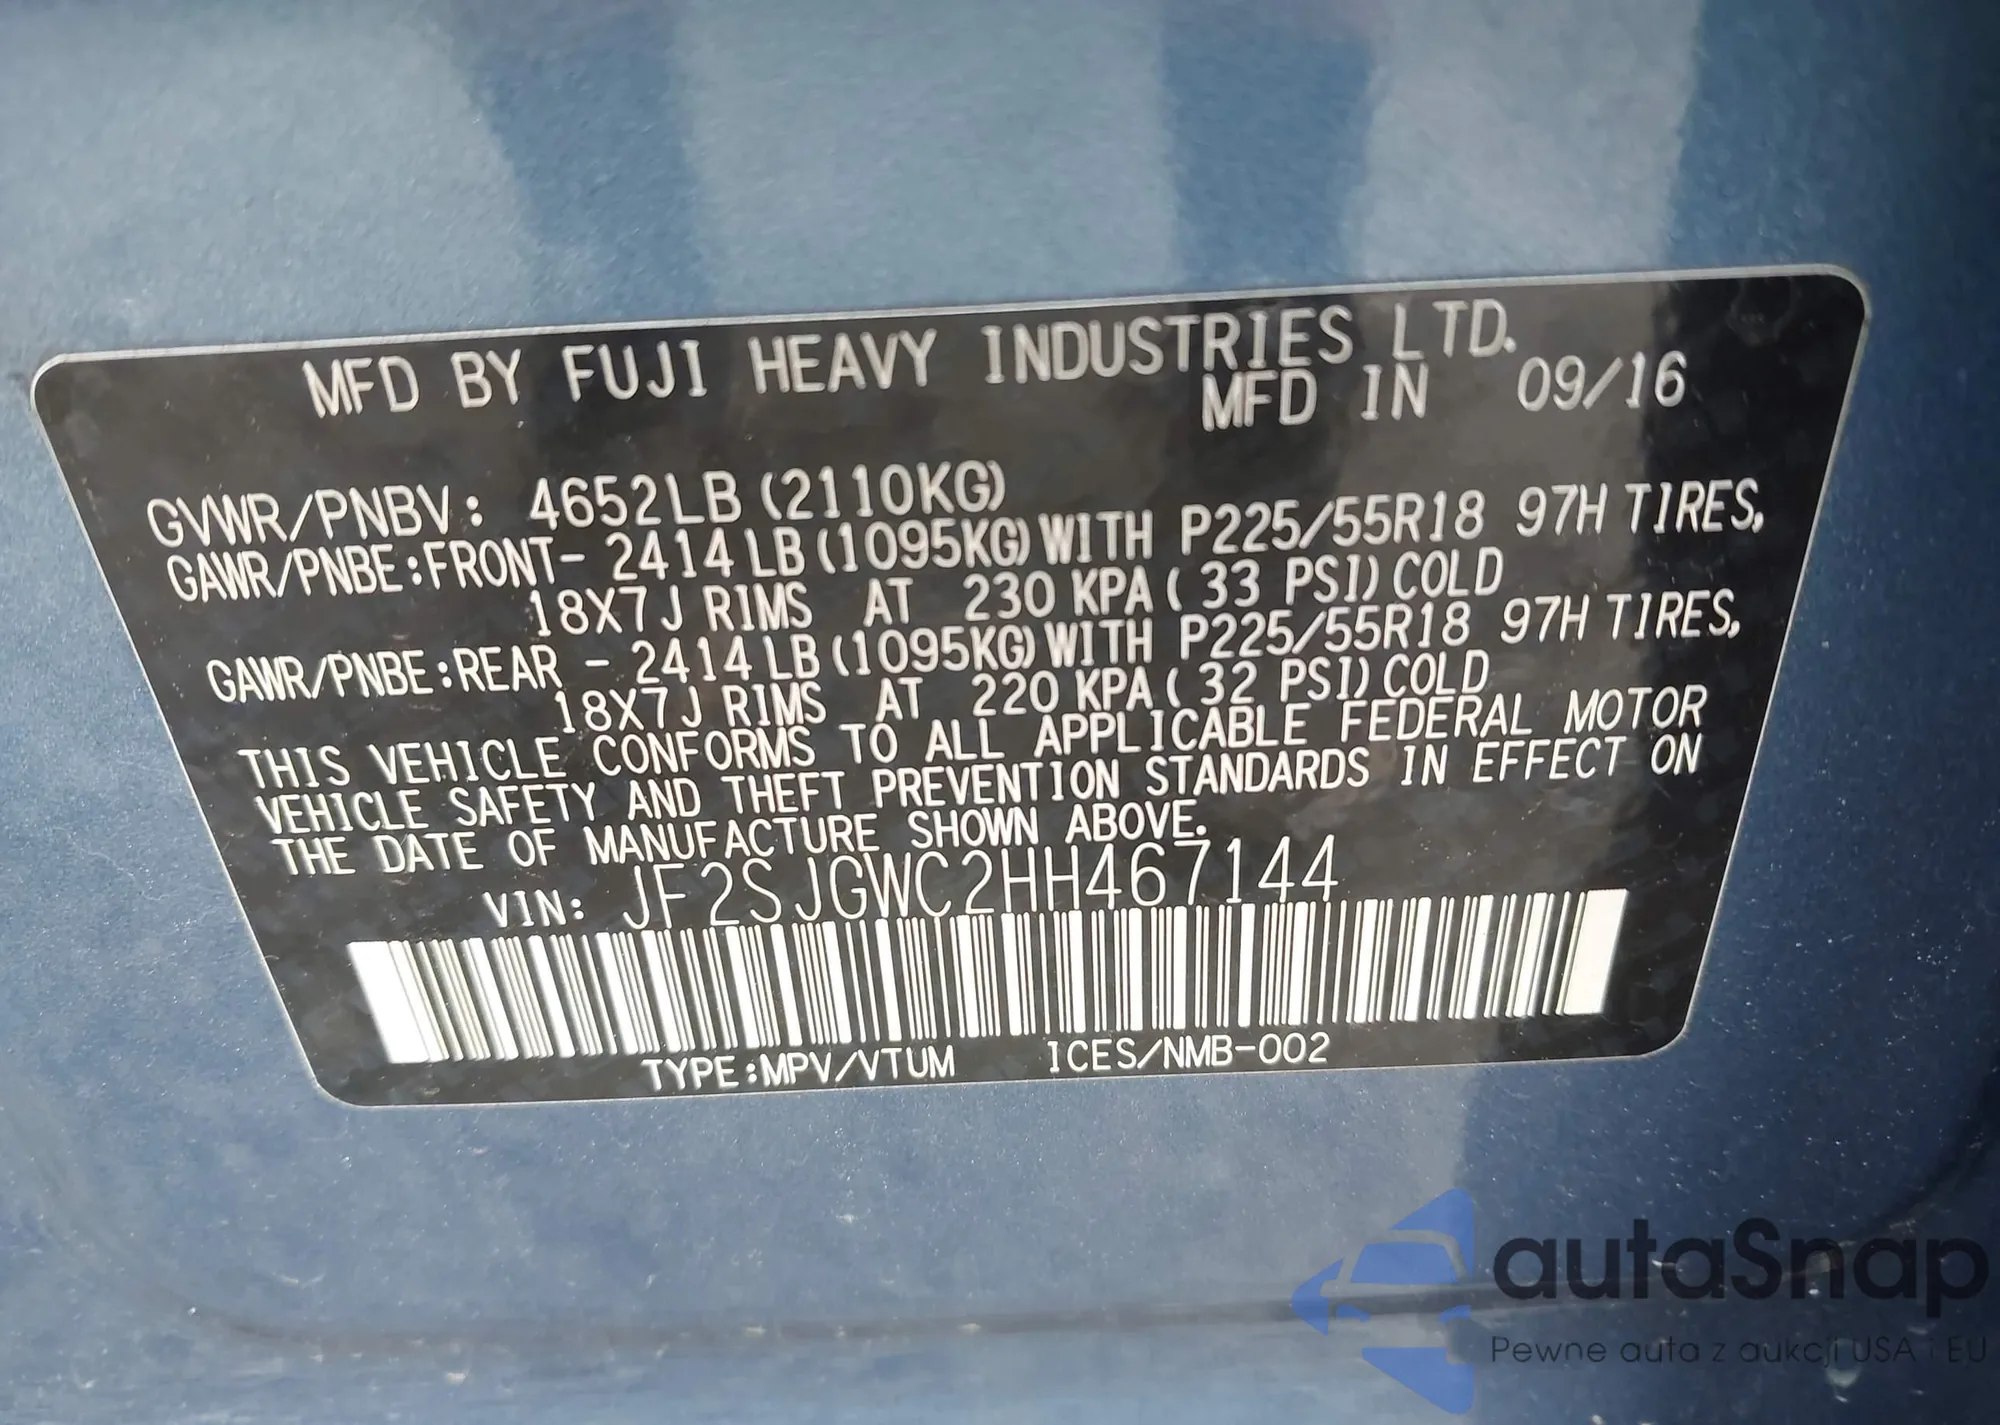 MFD BY FUJI HEAVY INDUSTRIES LTD.
MFD IN 09/16
GVWR/PNBV: 4652LB (2110KG)
GAWR/PNBE:FRONT- 2414 LB (1095KG) WITH P225/55R18 97H TIRES,
18X7J RIMS AT 230 KPA ( 33 PSI) COLD
GAWR/PNBE:REAR - 2414 LB (1095KG) WITH P225/55R18 97H TIRES,
18X7J RIMS AT 220 KPA ( 32 PSI) COLD
THIS VEHICLE CONFORMS TO ALL APPLICABLE FEDERAL MOTOR
VEHICLE SAFETY AND THEFT PREVENTION STANDARDS IN EFFECT ON
THE DATE OF MANUFACTURE SHOWN ABOVE.
VIN: JF2SJGWC2HH467144
TYPE:MPV/VTUM ICES/NMB-002
autaSnap
Pewne auta z aukcji USA i EU